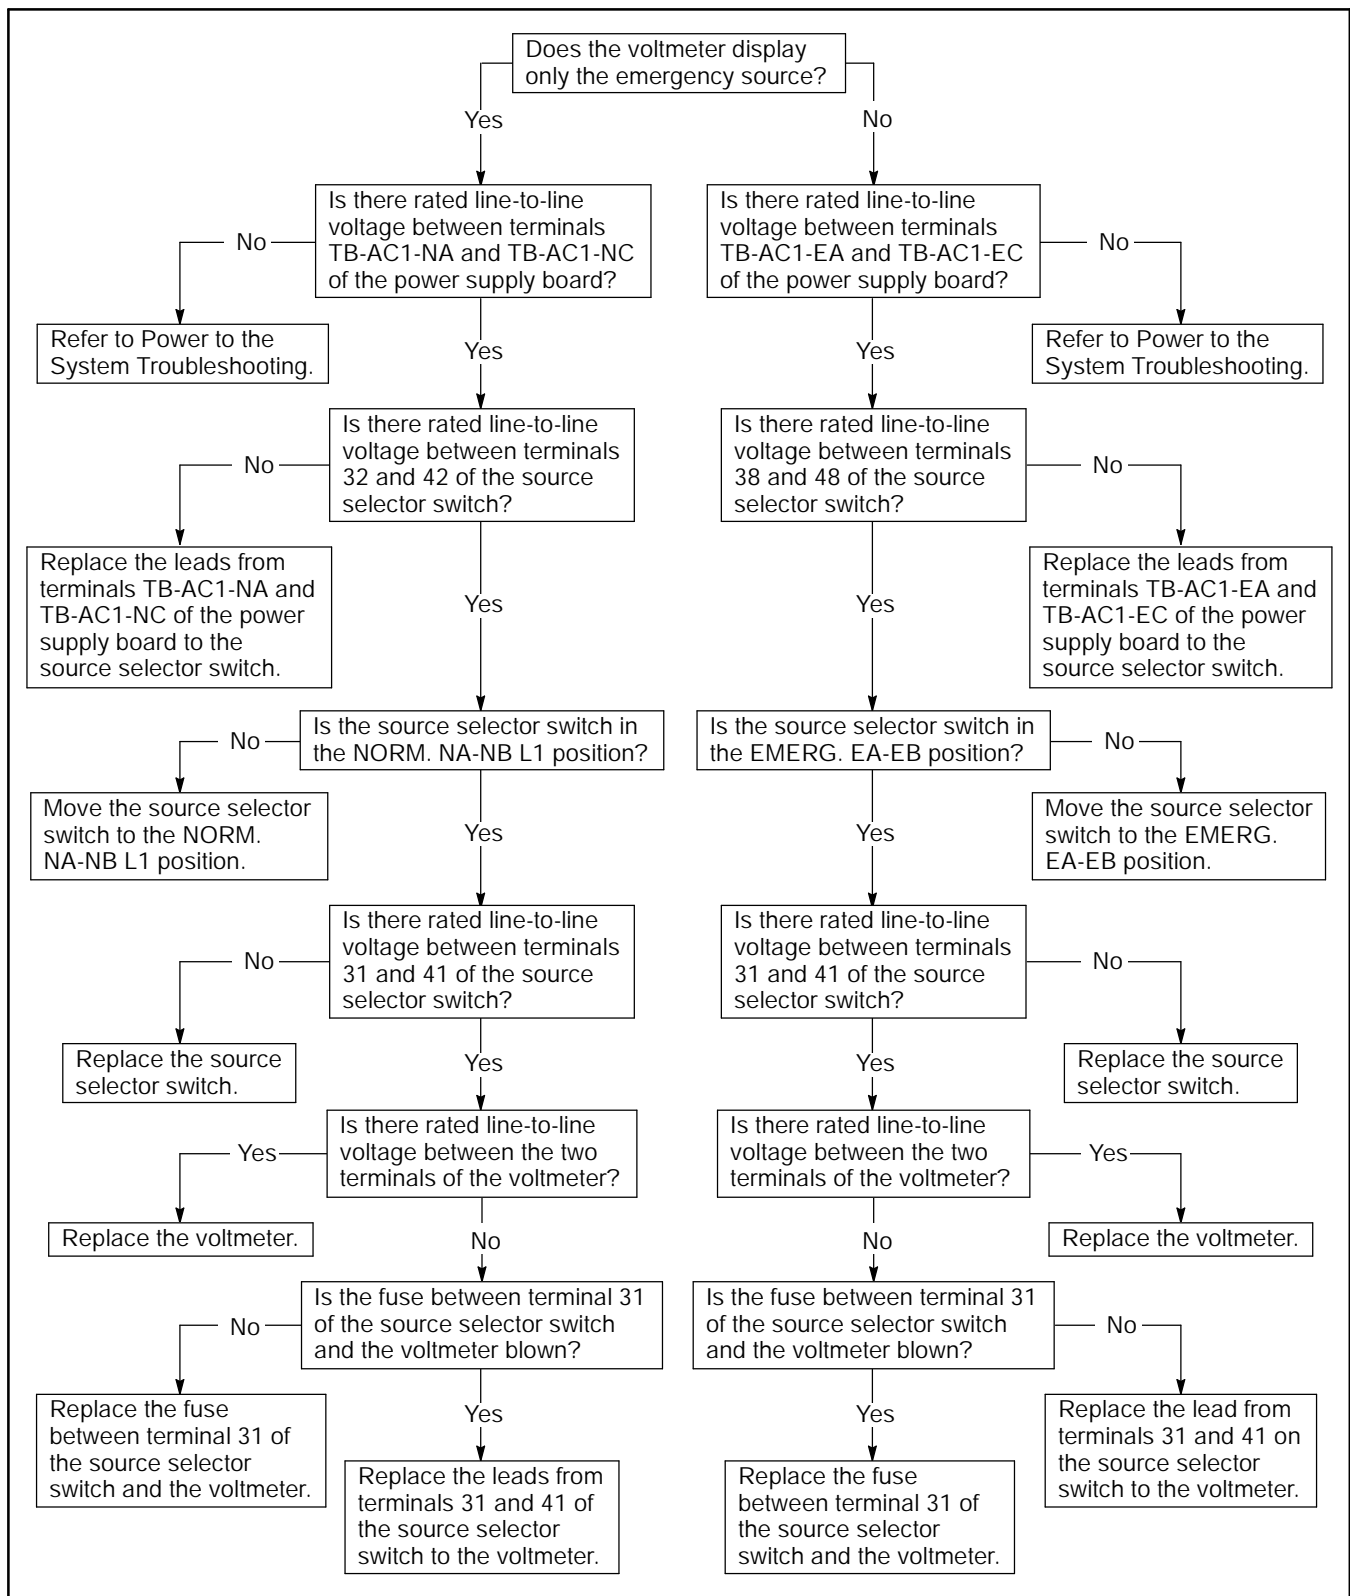 Does the voltmeter display
only the emergency source?
Yes
No
Is there rated line-to-line
voltage between terminals
TB-AC1-NA and TB-AC1-NC
of the power supply board?
Is there rated line-to-line
voltage between terminals
TB-AC1-EA and TB-AC1-EC
of the power supply board?
No
No
Refer to Power to the
System Troubleshooting.
Yes
Yes
Refer to Power to the
System Troubleshooting.
Is there rated line-to-line
voltage between terminals
32 and 42 of the source
selector switch?
Is there rated line-to-line
voltage between terminals
38 and 48 of the source
selector switch?
No
No
Replace the leads from
terminals TB-AC1-NA and
TB-AC1-NC of the power
supply board to the
source selector switch.
Yes
Yes
Replace the leads from
terminals TB-AC1-EA and
TB-AC1-EC of the power
supply board to the
source selector switch.
Is the source selector switch in
the NORM. NA-NB L1 position?
Is the source selector switch in
the EMERG. EA-EB position?
No
No
Move the source selector
switch to the NORM.
NA-NB L1 position.
Yes
Yes
Move the source selector
switch to the EMERG.
EA-EB position.
Is there rated line-to-line
voltage between terminals
31 and 41 of the source
selector switch?
Is there rated line-to-line
voltage between terminals
31 and 41 of the source
selector switch?
No
No
Replace the source
selector switch.
Yes
Yes
Replace the source
selector switch.
Is there rated line-to-line
voltage between the two
terminals of the voltmeter?
Is there rated line-to-line
voltage between the two
terminals of the voltmeter?
Yes
Yes
Replace the voltmeter.
No
No
Replace the voltmeter.
Is the fuse between terminal 31
of the source selector switch
and the voltmeter blown?
Is the fuse between terminal 31
of the source selector switch
and the voltmeter blown?
No
No
Replace the fuse
between terminal 31 of
the source selector
switch and the voltmeter.
Yes
Yes
Replace the lead from
terminals 31 and 41 on
the source selector
switch to the voltmeter.
Replace the leads from
terminals 31 and 41 of
the source selector
switch to the voltmeter.
Replace the fuse
between terminal 31 of
the source selector
switch and the voltmeter.